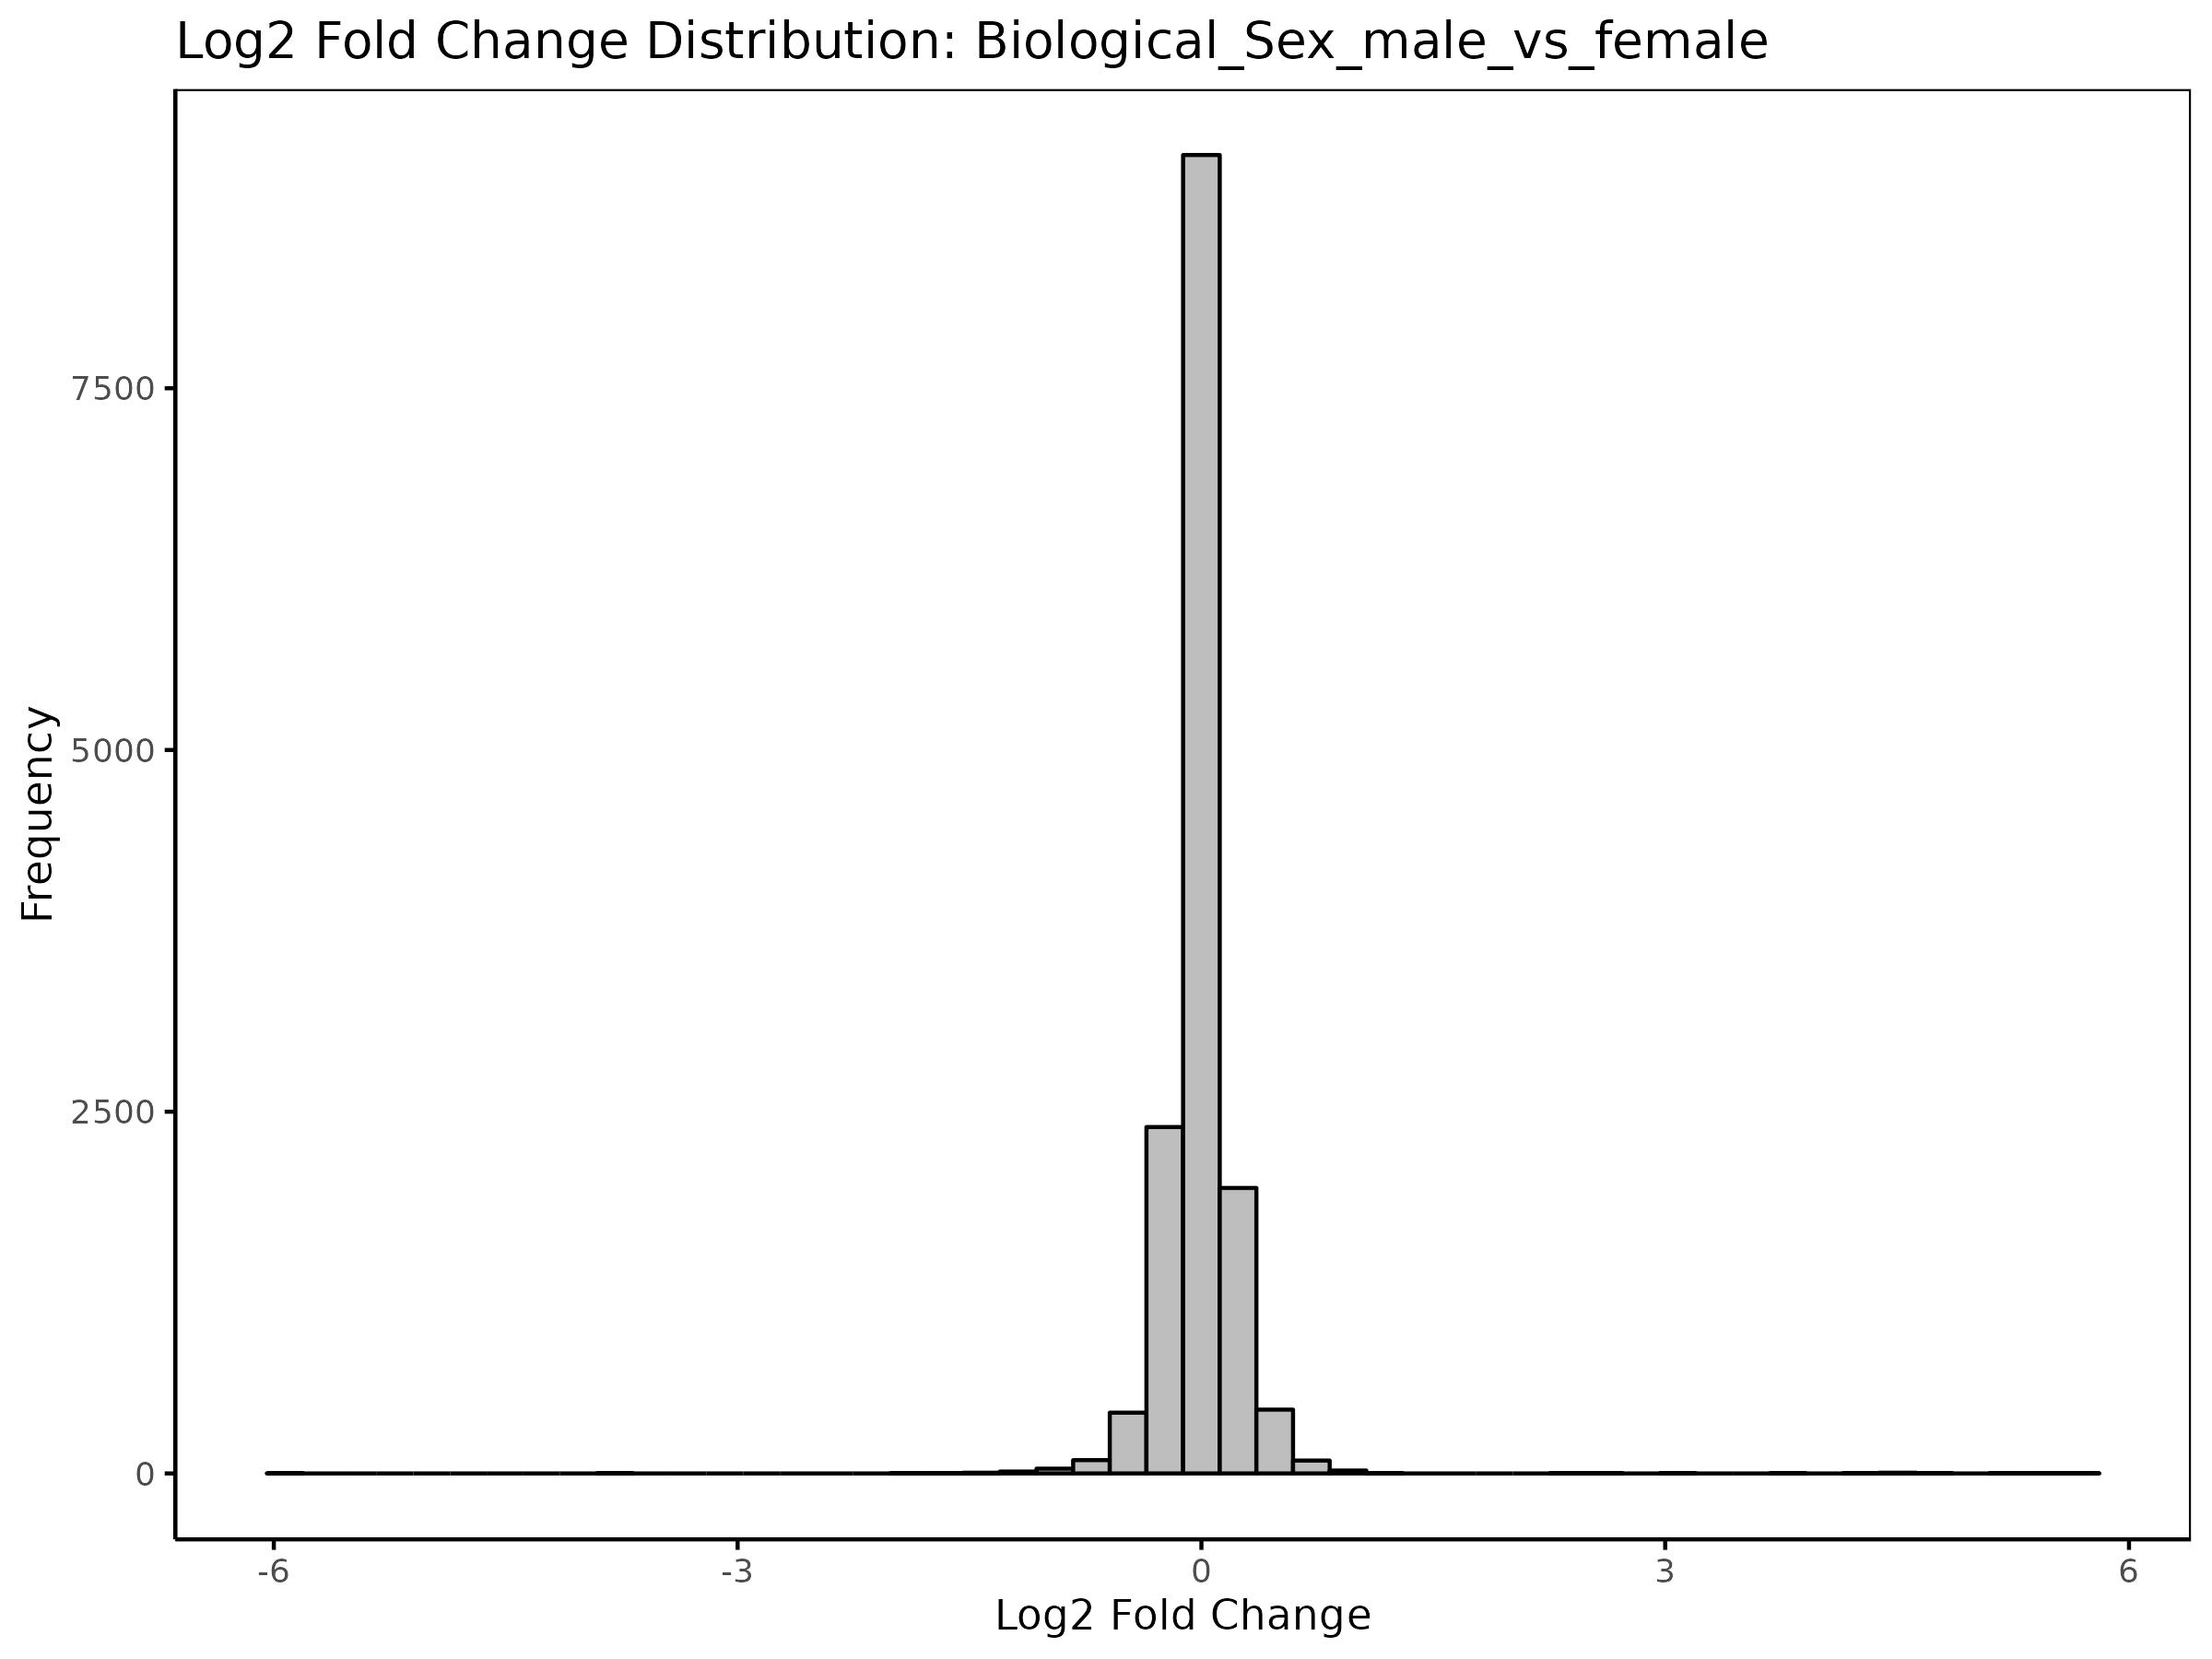 Log2 Fold Change Distribution: Biological_Sex_male_vs_female
Frequency
7500
5000
2500
0
-6 -3 0 3 6
Log2 Fold Change